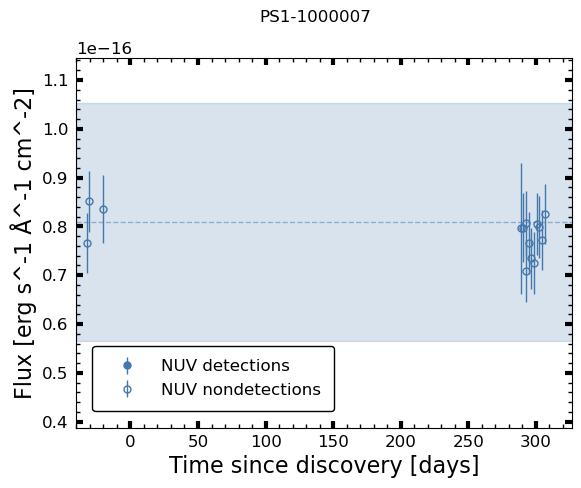 PS1-1000007
1e−16
1.1
1.0
0.9
0.8
0.7
0.6
0.5
0.4
Flux [erg s^-1 Å^-1 cm^-2]
NUV detections
NUV nondetections
0 50 100 150 200 250 300
Time since discovery [days]